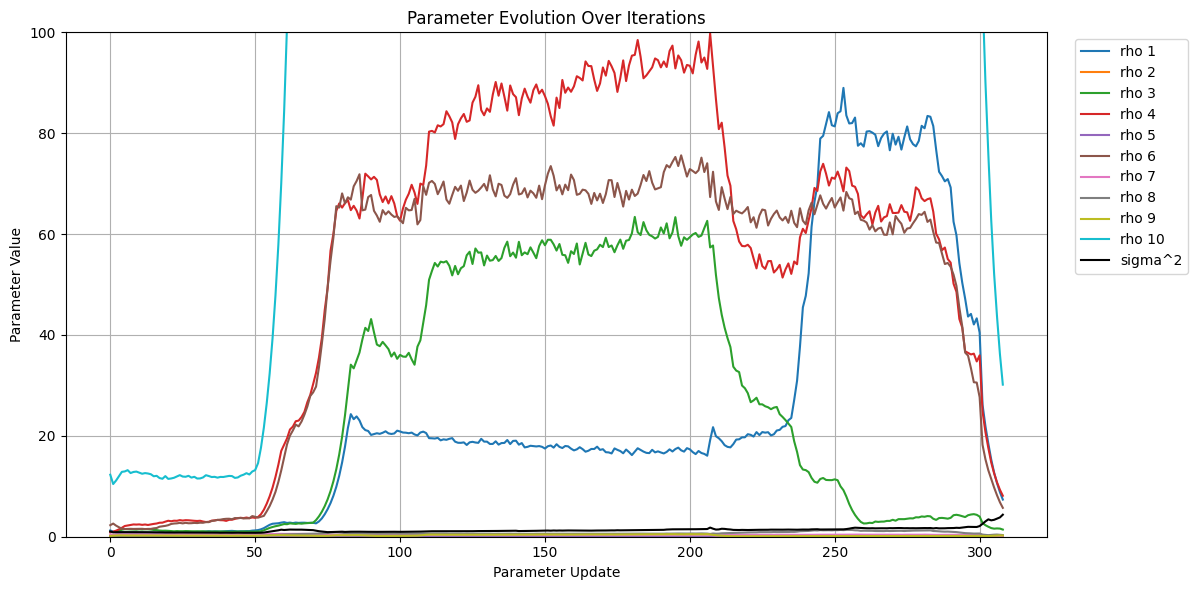 Parameter Evolution Over Iterations
Parameter Value
100
80
60
40
20
0
0
50
100
150
200
250
300
Parameter Update
rho 1
rho 2
rho 3
rho 4
rho 5
rho 6
rho 7
rho 8
rho 9
rho 10
sigma^2